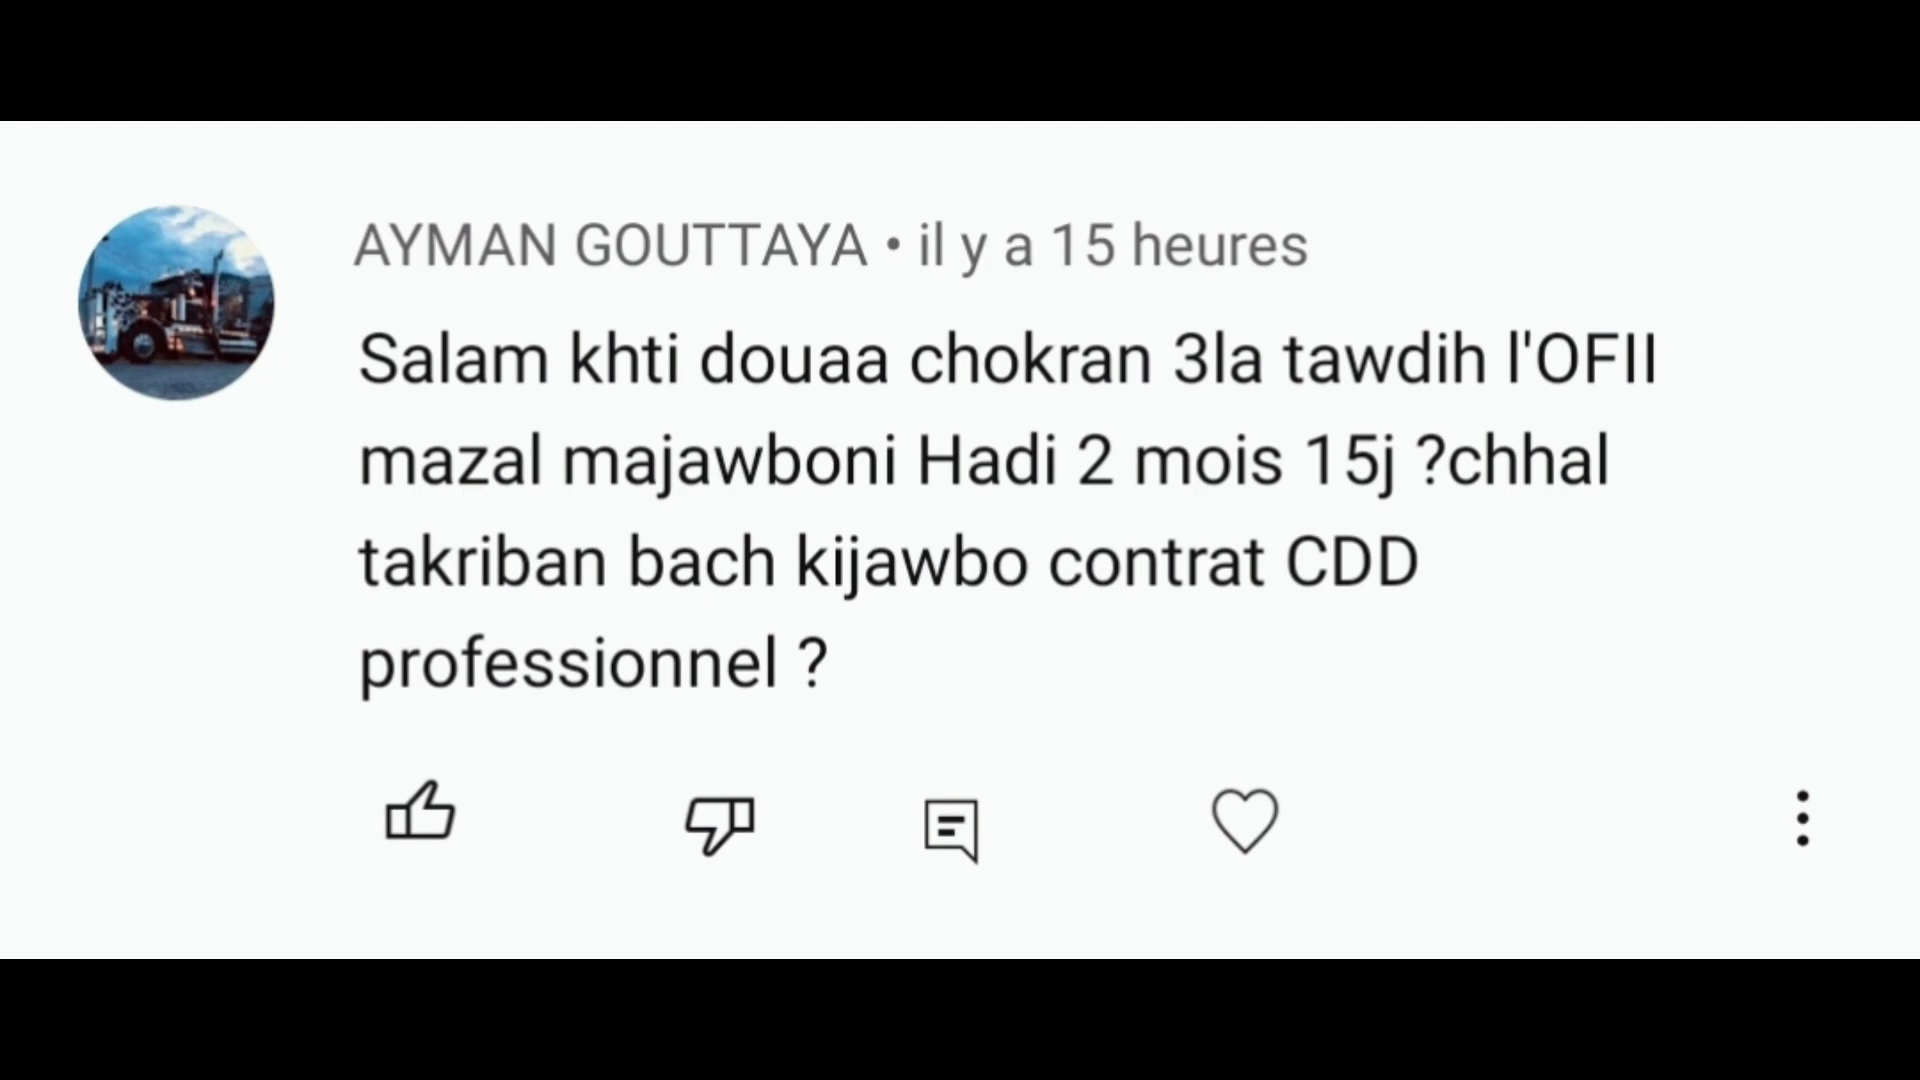 AYMAN GOUTTAYA • il y a 15 heures
Salam khti douaa chokran 3la tawdih l'OFII
mazal majawboni Hadi 2 mois 15j ?chhal
takriban bach kijawbo contrat CDD
professionnel ?